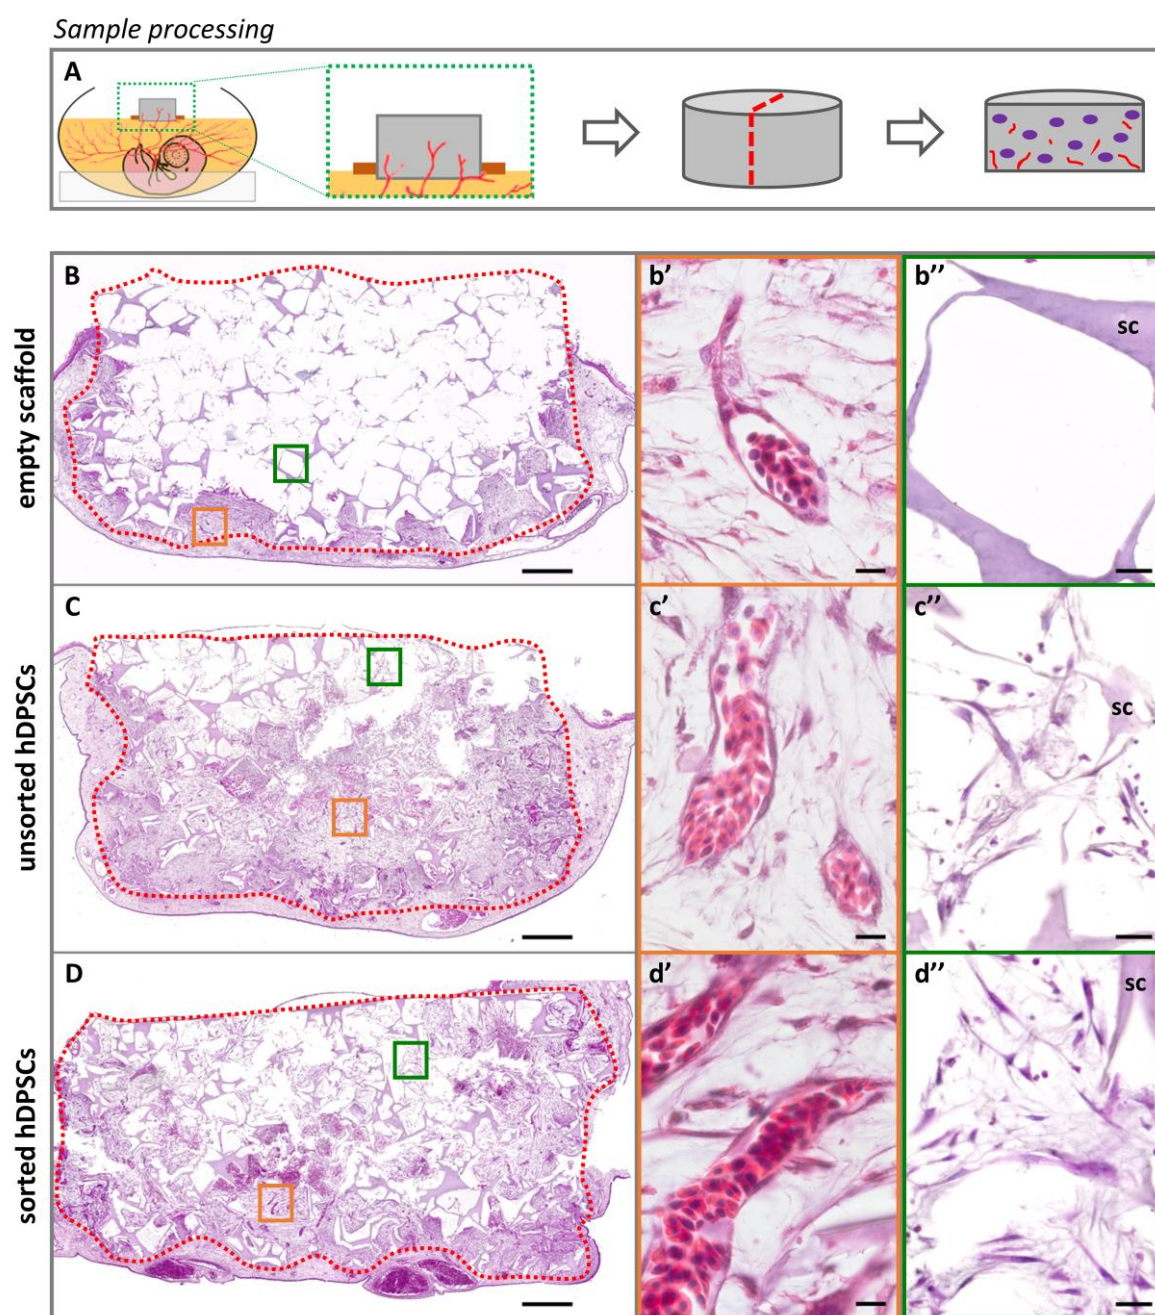 Sample processing
A
empty scaffold
B
b'
b''
sc
unsorted hDPSCs
C
c'
c''
sc
sorted hDPSCs
D
d'
d''
sc